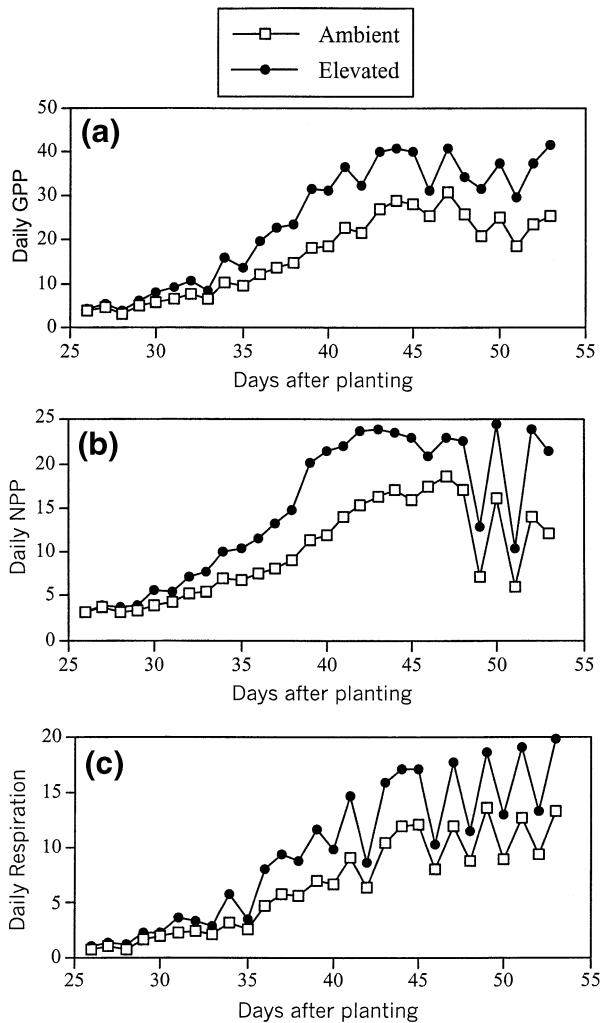 Ambient
Elevated
(a)
50
40
30
20
10
0
Daily GPP
25 30 35 40 45 50 55
Days after planting
(b)
25
20
15
10
5
0
Daily NPP
25 30 35 40 45 50 55
Days after planting
(c)
20
15
10
5
0
Daily Respiration
25 30 35 40 45 50 55
Days after planting